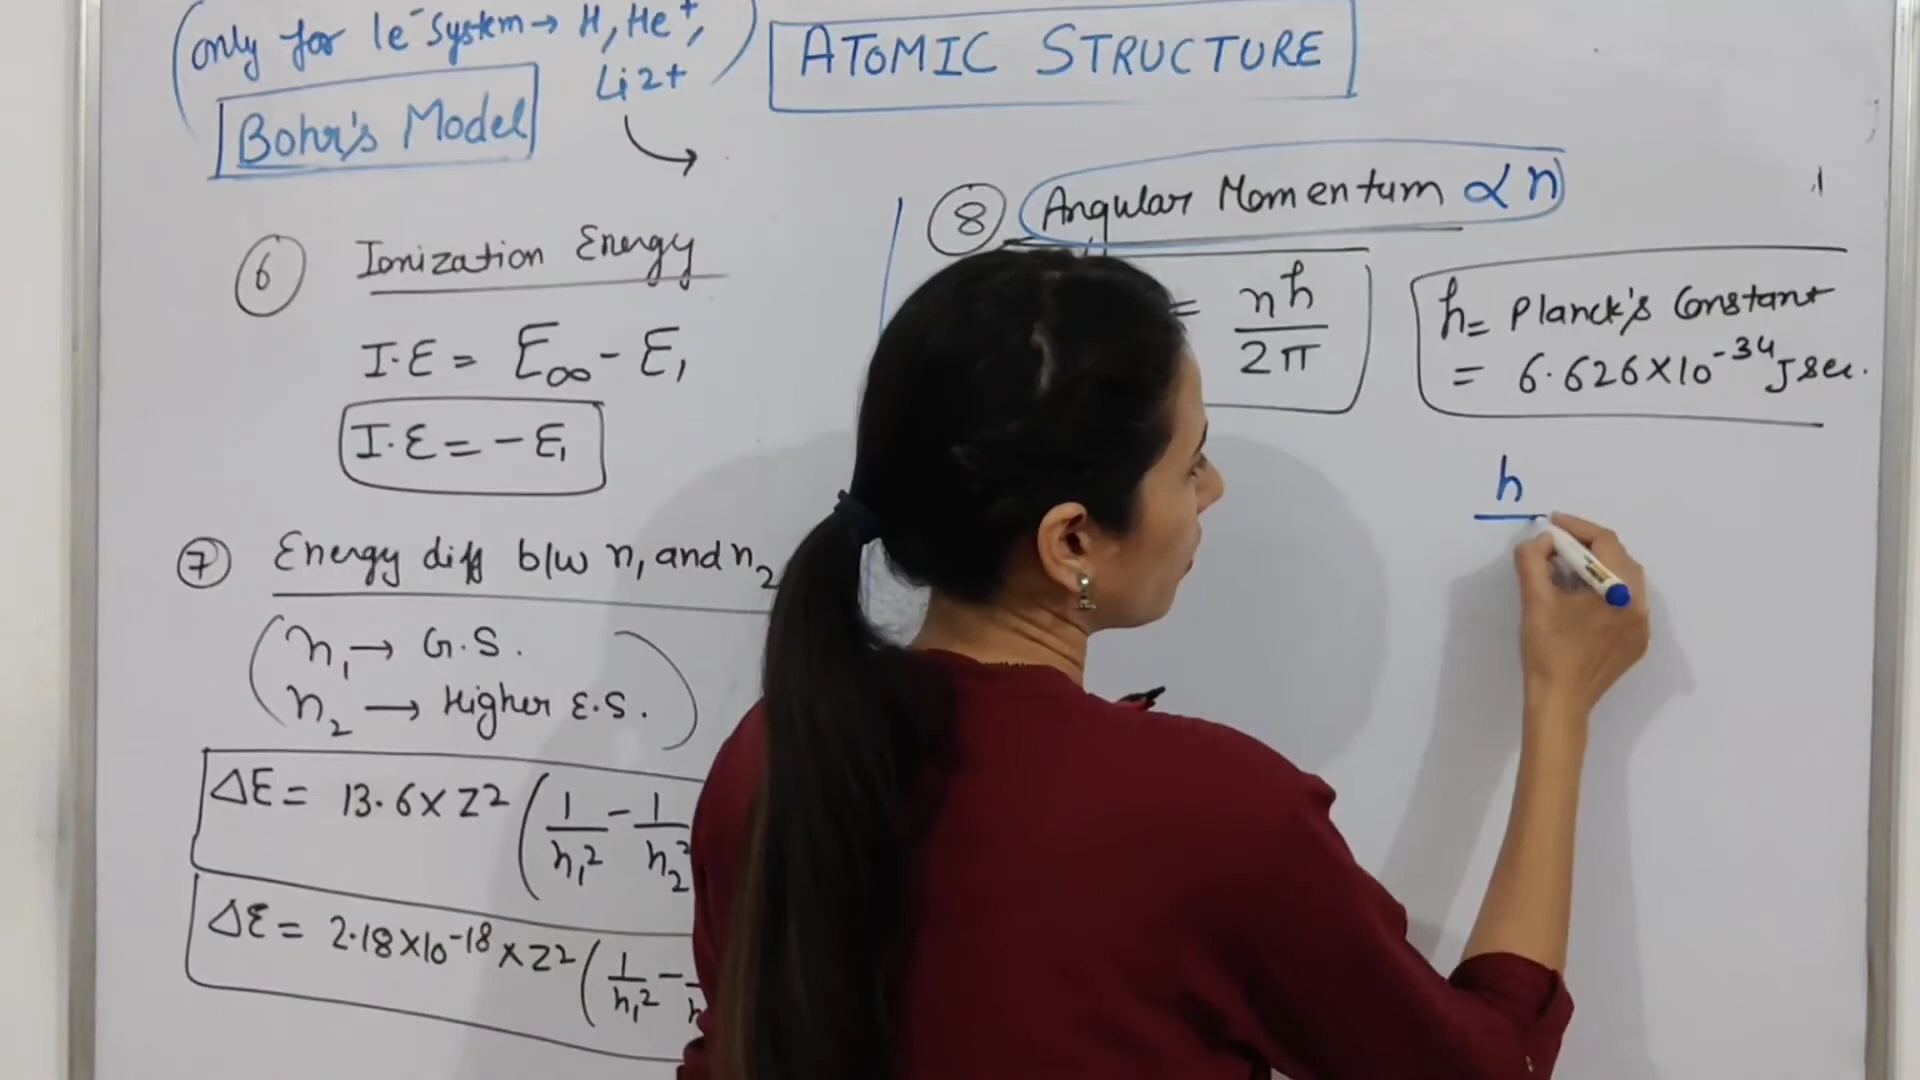 (only for 1e⁻ System → H, He⁺,
Li2+)
ATOMIC STRUCTURE
Bohr's Model
⑥ Ionization Energy
I.E = E∞ - E₁
I.E = -E₁
⑦ Energy diff b/w n₁ and n₂
(n₁ → G.S.
n₂ → Higher E.S.)
ΔE = 13.6 × Z² (1/n₁² - 1/n₂²
ΔE = 2.18 × 10⁻¹⁸ × Z² (1/n₁² -
⑧ Angular Momentum ∝ n
= nh/2π
h = Planck's Constant
= 6.626 × 10⁻³⁴ J sec.
h